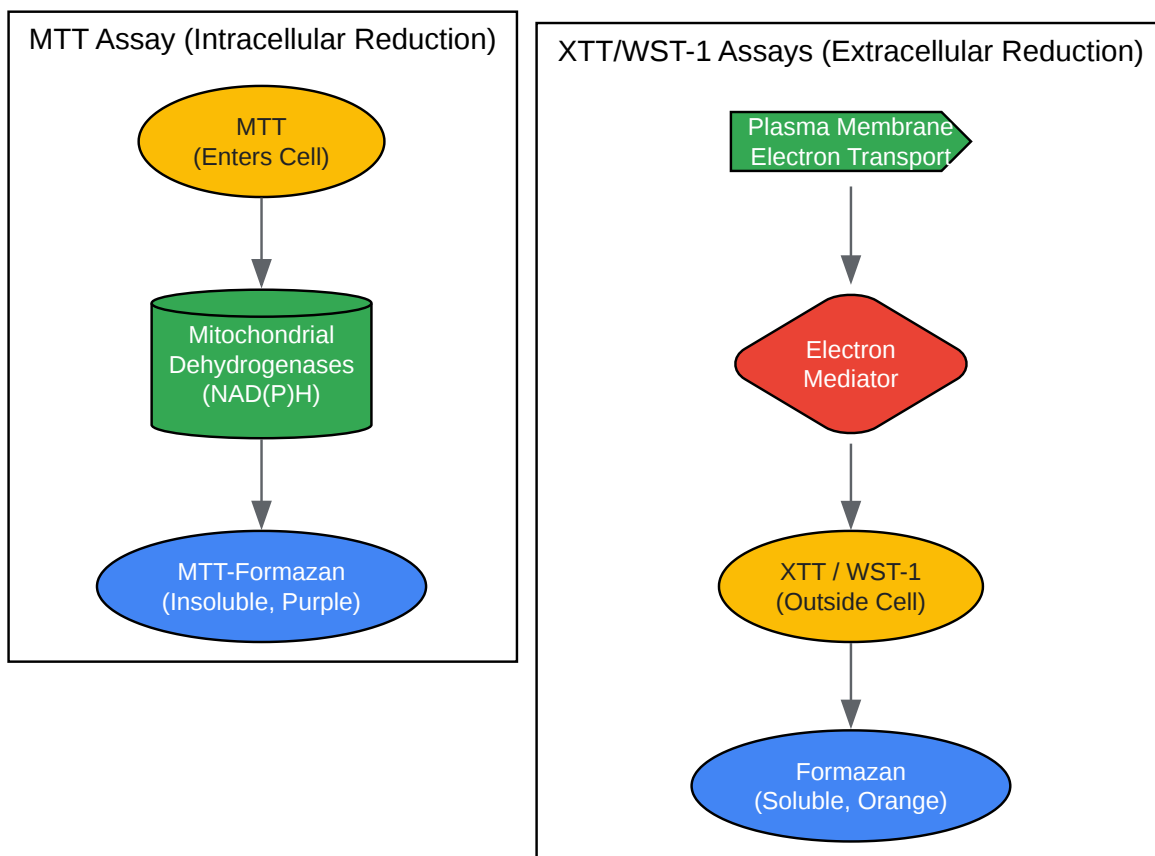 MTT Assay (Intracellular Reduction)
MTT
(Enters Cell)
Mitochondrial
Dehydrogenases
(NAD(P)H)
MTT-Formazan
(Insoluble, Purple)
XTT/WST-1 Assays (Extracellular Reduction)
Plasma Membrane
Electron Transport
Electron
Mediator
XTT / WST-1
(Outside Cell)
Formazan
(Soluble, Orange)